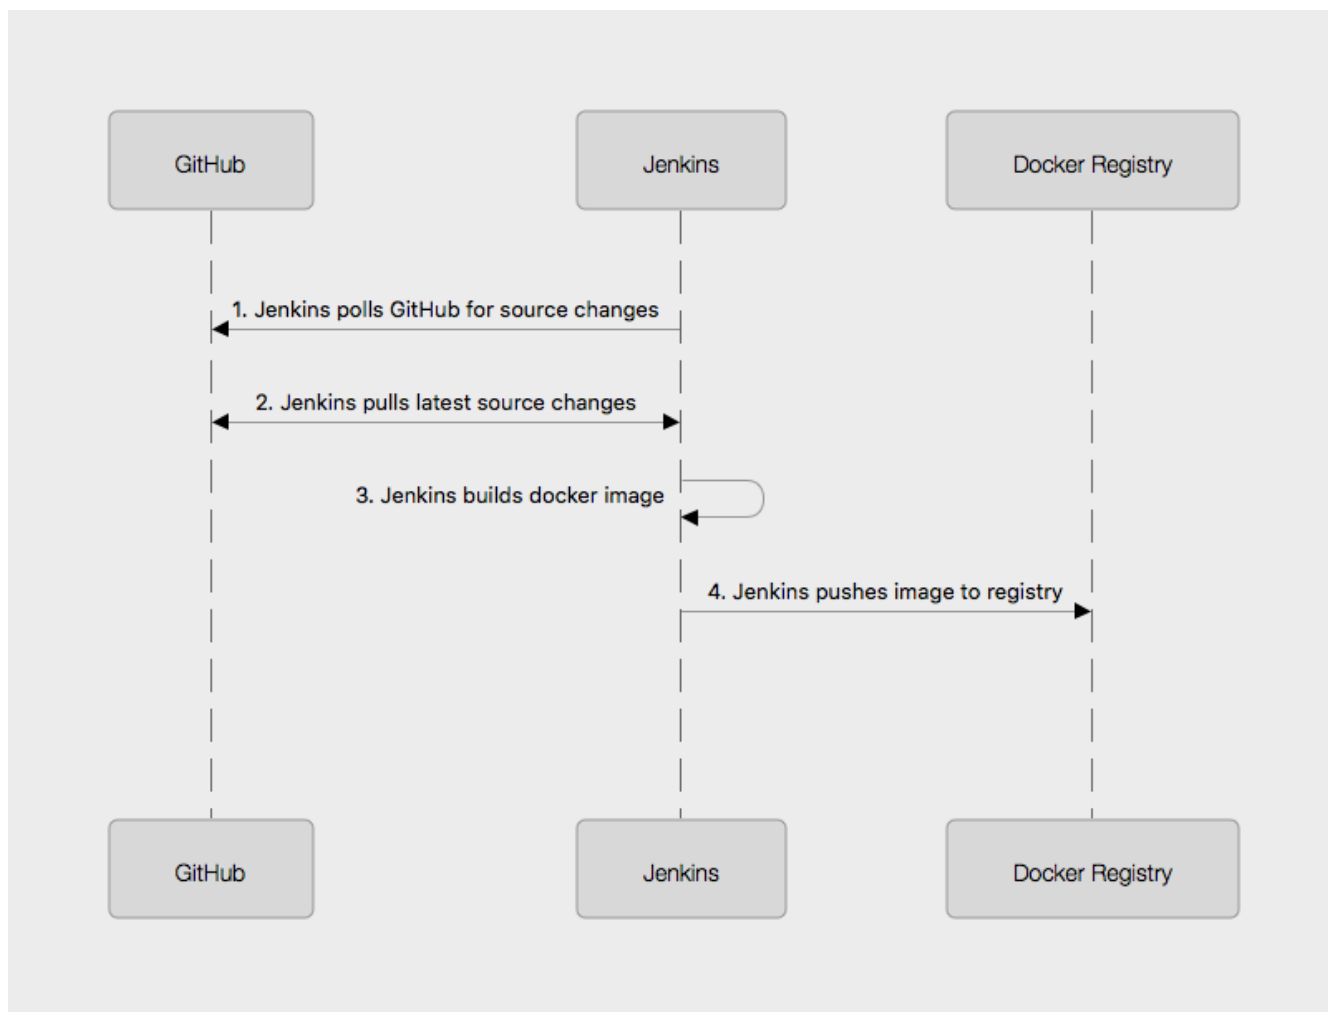 GitHub
Jenkins
Docker Registry
1. Jenkins polls GitHub for source changes
2. Jenkins pulls latest source changes
3. Jenkins builds docker image
4. Jenkins pushes image to registry
GitHub
Jenkins
Docker Registry